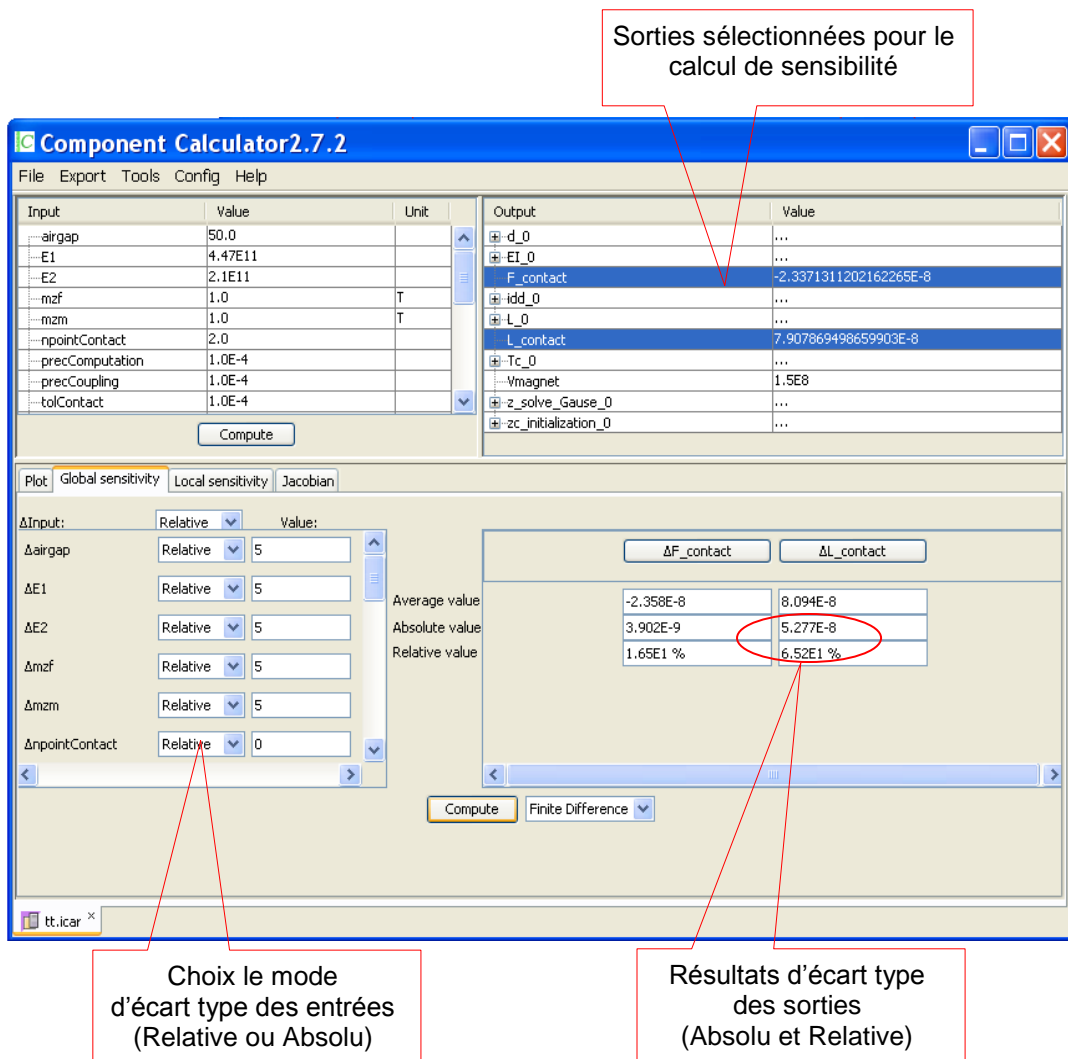 Sorties sélectionnées pour le
calcul de sensibilité
Component Calculator2.7.2
File Export Tools Config Help
Input Value Unit
airgap 50.0
E1 4.47E11
E2 2.1E11
mzf 1.0 T
mzm 1.0 T
npointContact 2.0
precComputation 1.0E-4
precCoupling 1.0E-4
tolContact 1.0E-4
Compute
Output Value
d_0 ...
EI_0 ...
F_contact -2.3371311202162265E-8
idd_0 ...
L_0 ...
L_contact 7.907869498659903E-8
Tc_0 ...
Vmagnet 1.5E8
z_solve_Gause_0 ...
zc_initialization_0 ...
Plot Global sensitivity Local sensitivity Jacobian
ΔInput: Relative Value:
Δairgap Relative 5
ΔE1 Relative 5
ΔE2 Relative 5
Δmzf Relative 5
Δmzm Relative 5
ΔnpointContact Relative 0
ΔF_contact ΔL_contact
Average value -2.358E-8 8.094E-8
Absolute value 3.902E-9 5.277E-8
Relative value 1.65E1 % 6.52E1 %
Compute Finite Difference
tt.icar ×
Choix le mode
d'écart type des entrées
(Relative ou Absolu)
Résultats d'écart type
des sorties
(Absolu et Relative)